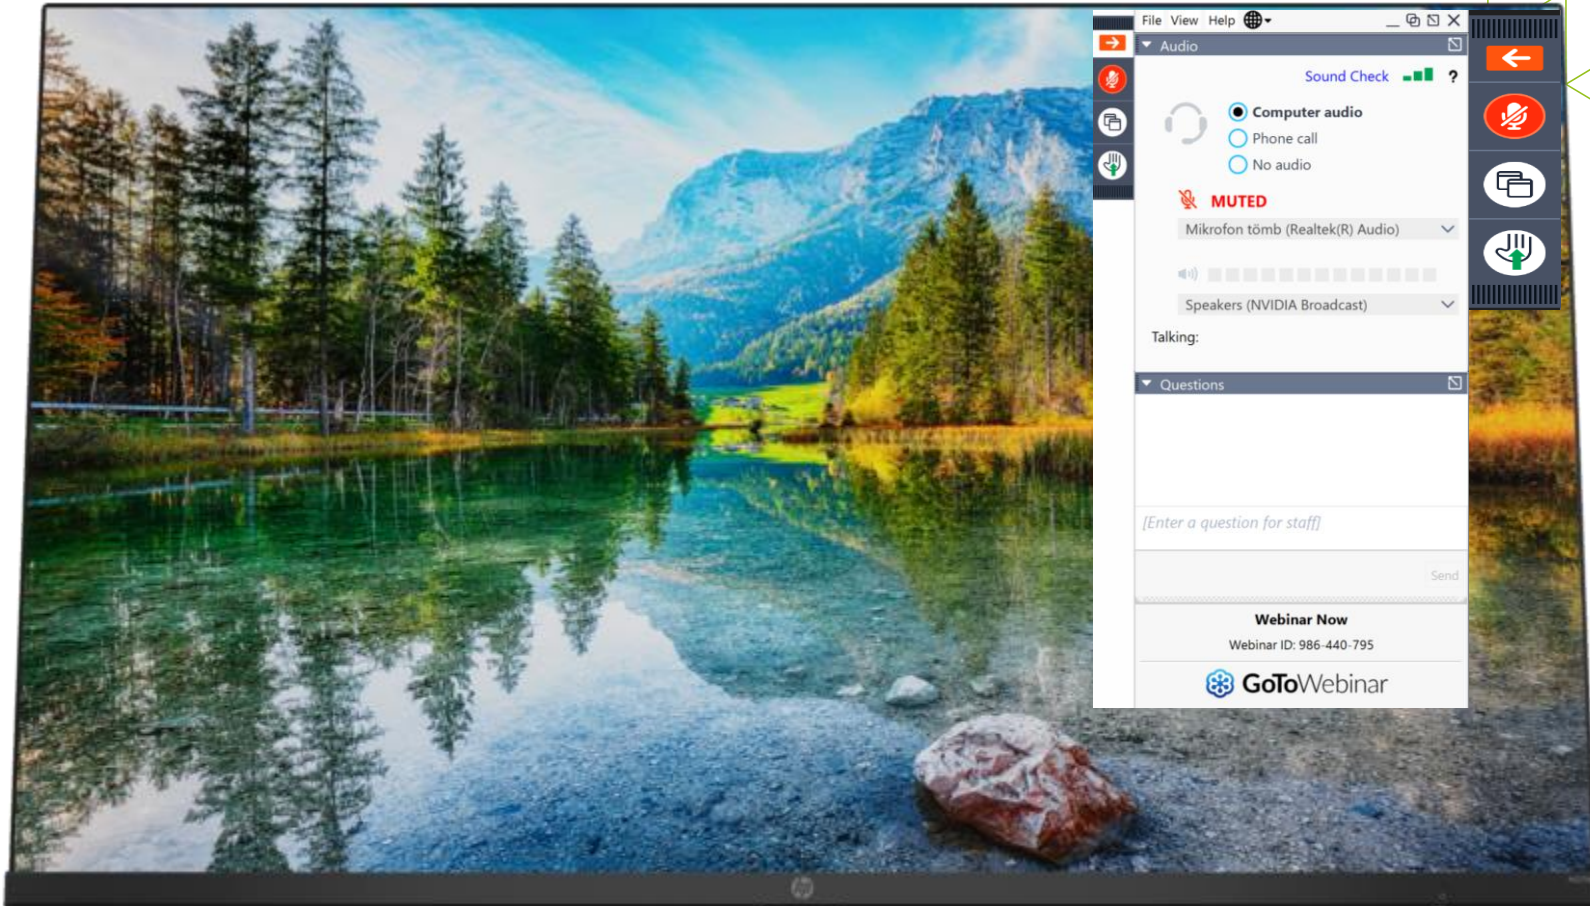 File View Help
Audio
Sound Check ?
Computer audio
Phone call
No audio
MUTED
Mikrofon tömb (Realtek(R) Audio)
Speakers (NVIDIA Broadcast)
Talking:
Questions
[Enter a question for staff]
Send
Webinar Now
Webinar ID: 986-440-795
GoToWebinar
hp